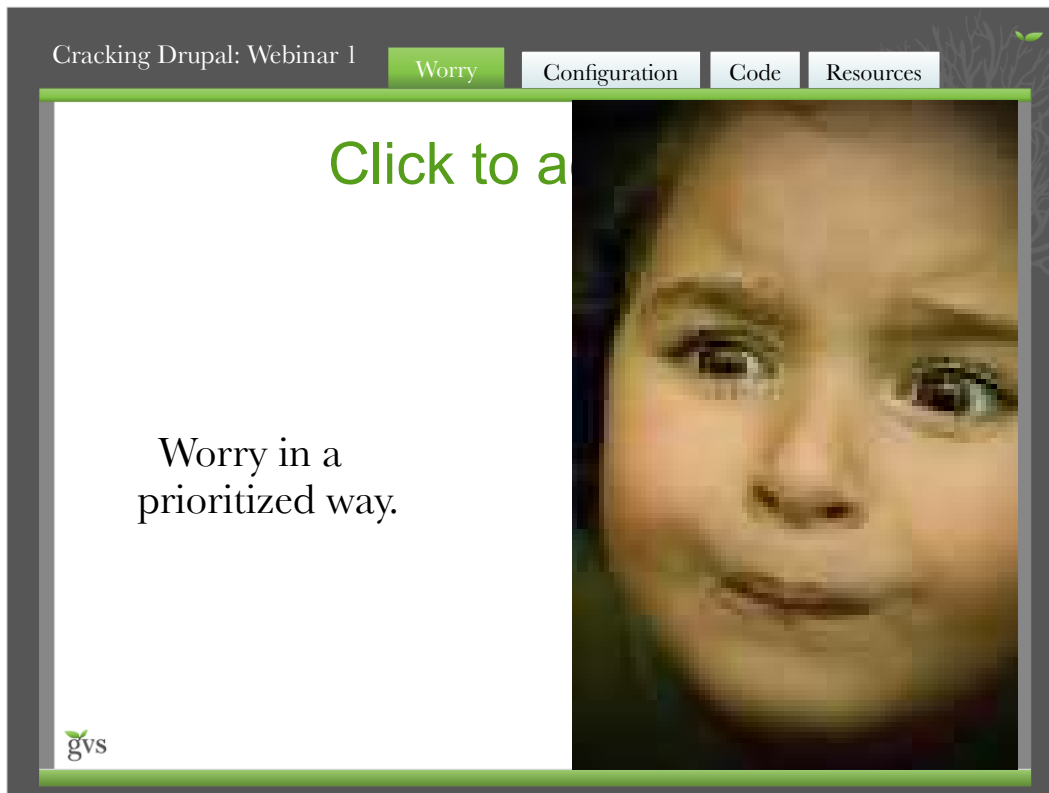 Cracking Drupal: Webinar 1
Worry Configuration Code Resources
Click to a
Worry in a
prioritized way.
gvs